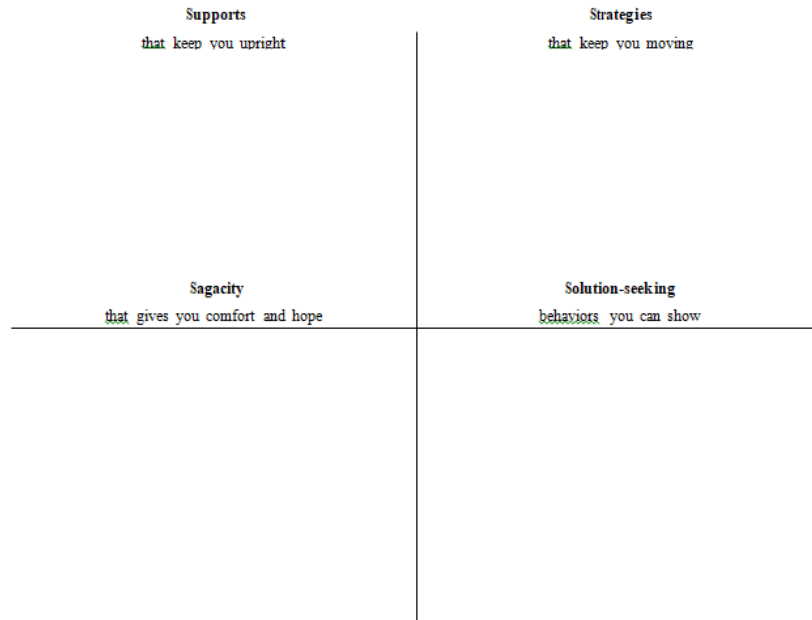 Supports
that keep you upright
Strategies
that keep you moving
Sagacity
that gives you comfort and hope
Solution-seeking
behaviors you can show